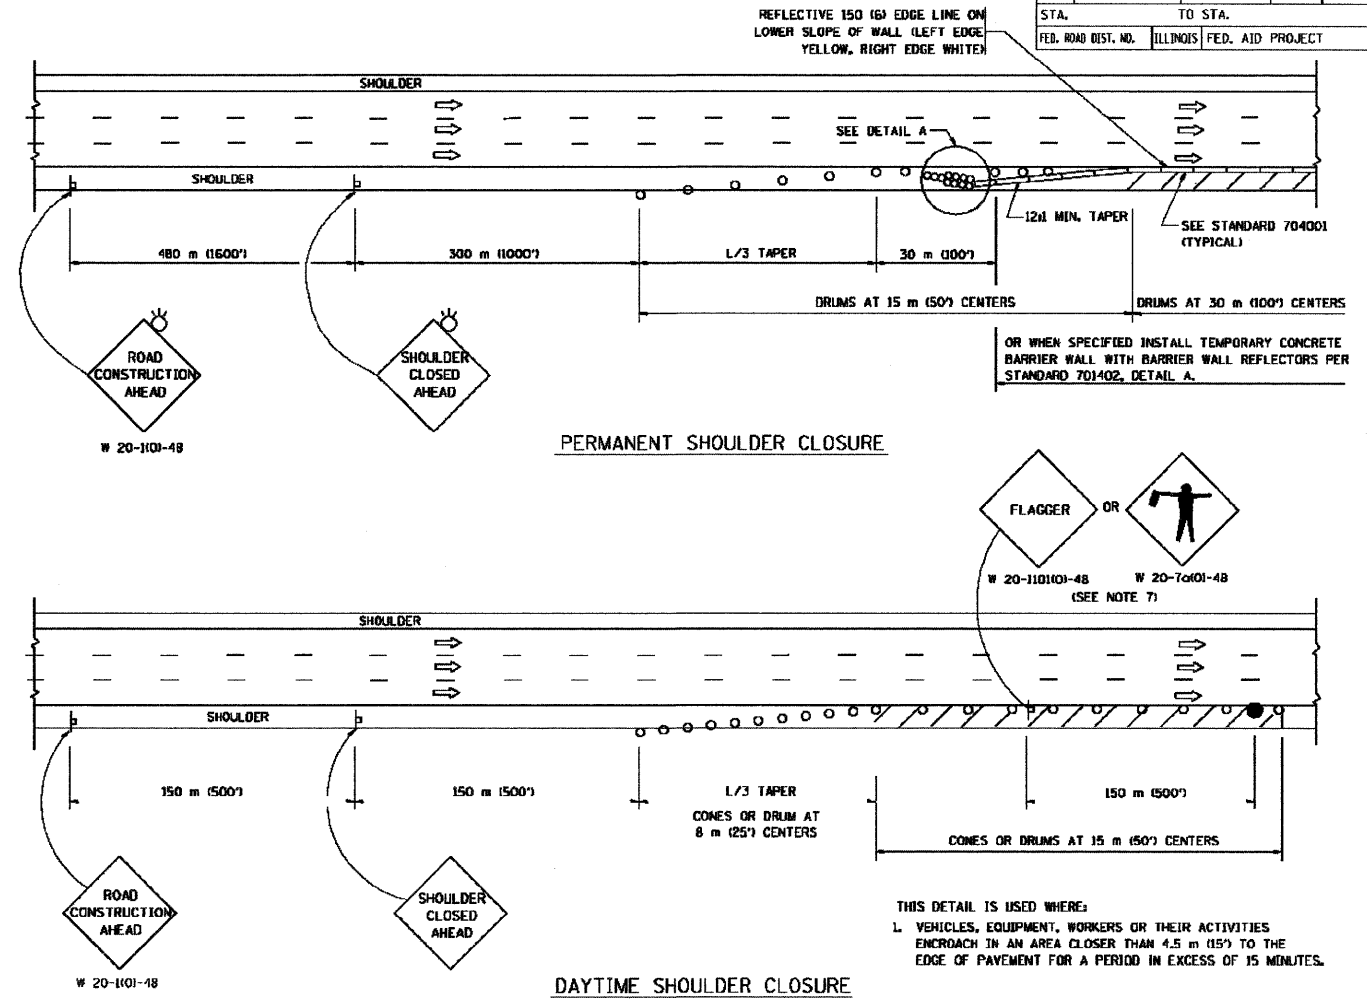 REFLECTIVE 150 (6) EDGE LINE ON
LOWER SLOPE OF WALL (LEFT EDGE
YELLOW, RIGHT EDGE WHITE)
STA. TO STA.
FED. ROAD DIST. NO. ILLINOIS FED. AID PROJECT
SHOULDER
SEE DETAIL A
SHOULDER
12:1 MIN. TAPER
SEE STANDARD 704001
(TYPICAL)
480 m (1600')
300 m (1000')
L/3 TAPER
30 m (100')
DRUMS AT 15 m (50') CENTERS
DRUMS AT 30 m (100') CENTERS
OR WHEN SPECIFIED INSTALL TEMPORARY CONCRETE
BARRIER WALL WITH BARRIER WALL REFLECTORS PER
STANDARD 701402, DETAIL A.
ROAD
CONSTRUCTION
AHEAD
W 20-1(O)-48
SHOULDER
CLOSED
AHEAD
PERMANENT SHOULDER CLOSURE
FLAGGER
OR
W 20-I101(O)-48
W 20-7a(O)-48
(SEE NOTE 7)
SHOULDER
SHOULDER
150 m (500')
150 m (500')
L/3 TAPER
CONES OR DRUM AT
8 m (25') CENTERS
150 m (500')
CONES OR DRUMS AT 15 m (50') CENTERS
ROAD
CONSTRUCTION
AHEAD
W 20-1(O)-48
SHOULDER
CLOSED
AHEAD
THIS DETAIL IS USED WHERE:
1. VEHICLES, EQUIPMENT, WORKERS OR THEIR ACTIVITIES
ENCROACH IN AN AREA CLOSER THAN 4.5 m (15') TO THE
EDGE OF PAVEMENT FOR A PERIOD IN EXCESS OF 15 MINUTES.
DAYTIME SHOULDER CLOSURE